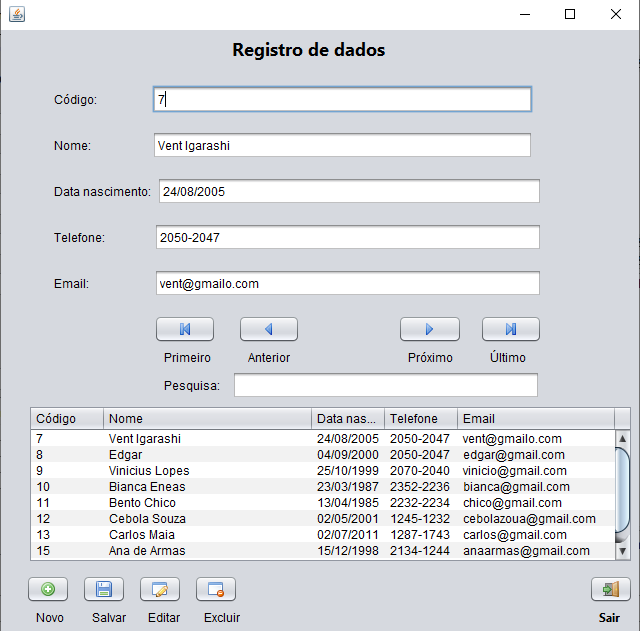 Registro de dados
Código: 7
Nome: Vent Igarashi
Data nascimento: 24/08/2005
Telefone: 2050-2047
Email: vent@gmailo.com
Primeiro Anterior Próximo Último
Pesquisa:
Código Nome Data nas... Telefone Email
7 Vent Igarashi 24/08/2005 2050-2047 vent@gmailo.com
8 Edgar 04/09/2000 2050-2047 edgar@gmail.com
9 Vinicius Lopes 25/10/1999 2070-2040 vinicio@gmail.com
10 Bianca Eneas 23/03/1987 2352-2236 bianca@gmail.com
11 Bento Chico 13/04/1985 2232-2234 chico@gmail.com
12 Cebola Souza 02/05/2001 1245-1232 cebolazoua@gmail.com
13 Carlos Maia 02/07/2011 1287-1743 carlos@gmail.com
15 Ana de Armas 15/12/1998 2134-1244 anaarmas@gmail.com
Novo Salvar Editar Excluir Sair